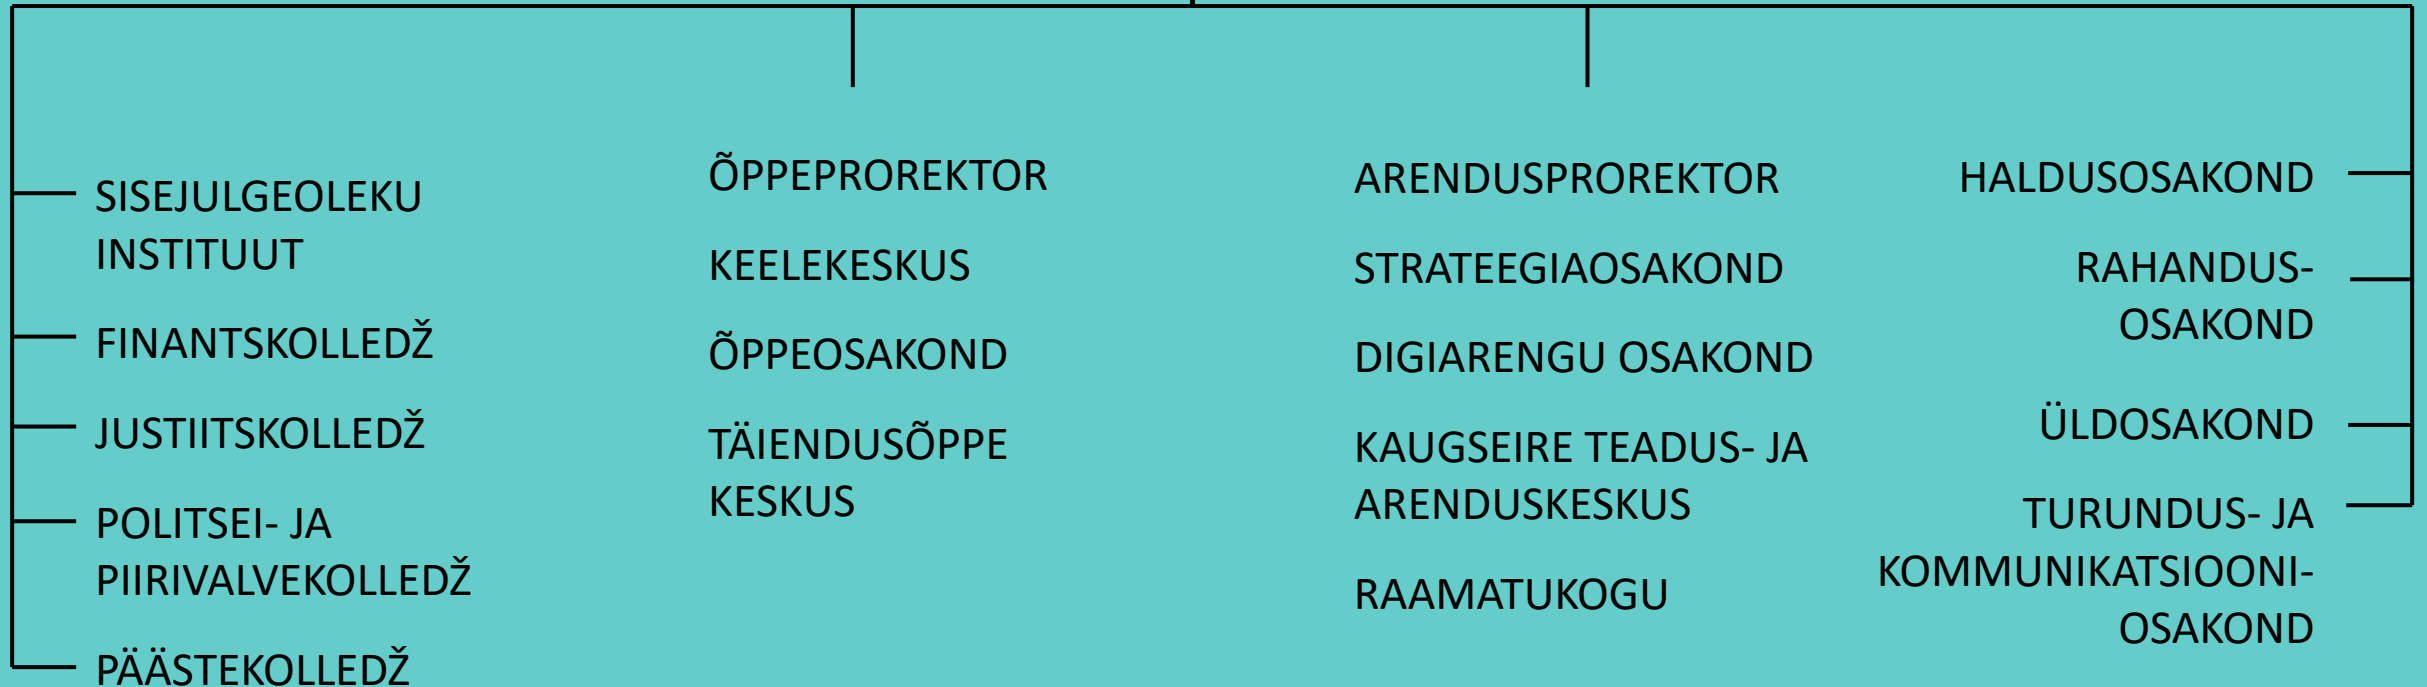 SISEJULGEOLEKU
INSTITUUT
FINANTSKOLLEDŽ
JUSTIITSKOLLEDŽ
POLITSEI- JA
PIIRIVALVEKOLLEDŽ
PÄÄSTEKOLLEDŽ
ÕPPEPROREKTOR
KEELEKESKUS
ÕPPEOSAKOND
TÄIENDUSÕPPE
KESKUS
ARENDUSPROREKTOR
STRATEEGIAOSAKOND
DIGIARENGU OSAKOND
KAUGSEIRE TEADUS- JA
ARENDUSKESKUS
RAAMATUKOGU
HALDUSOSAKOND
RAHANDUS-
OSAKOND
ÜLDOSAKOND
TURUNDUS- JA
KOMMUNIKATSIOONI-
OSAKOND